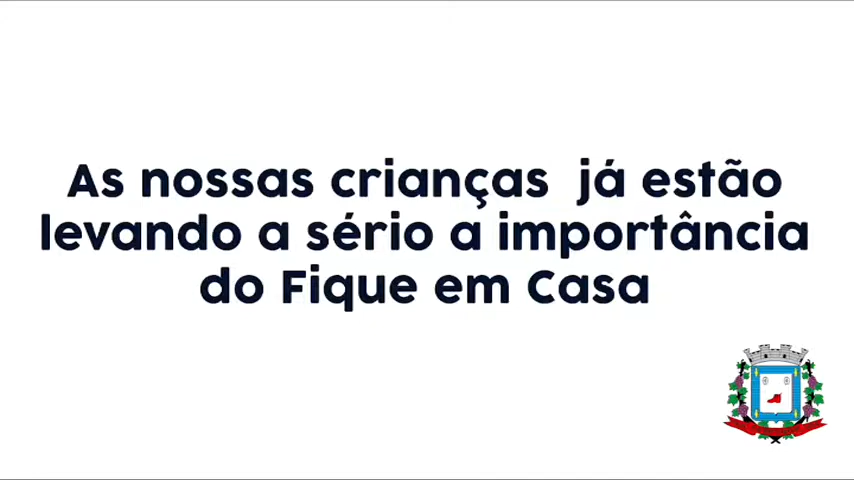 As nossas crianças já estão
levando a sério a importância
do Fique em Casa